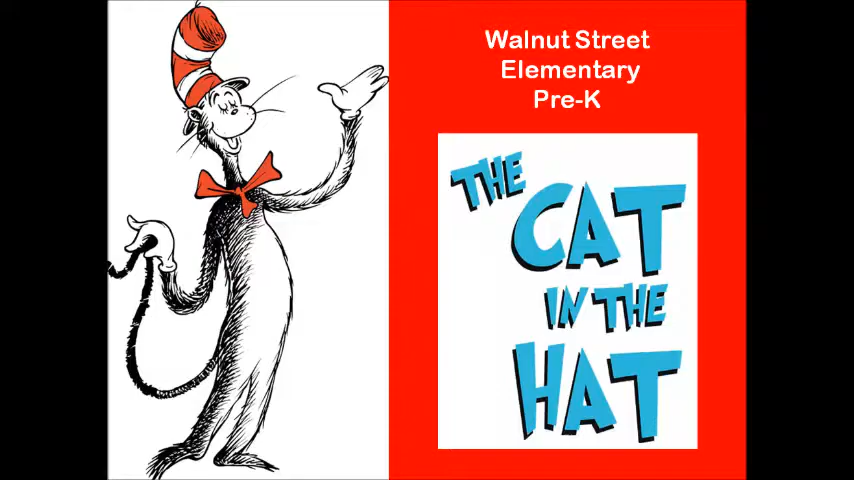 Walnut Street
Elementary
Pre-K
THE
CAT
IN THE
HAT